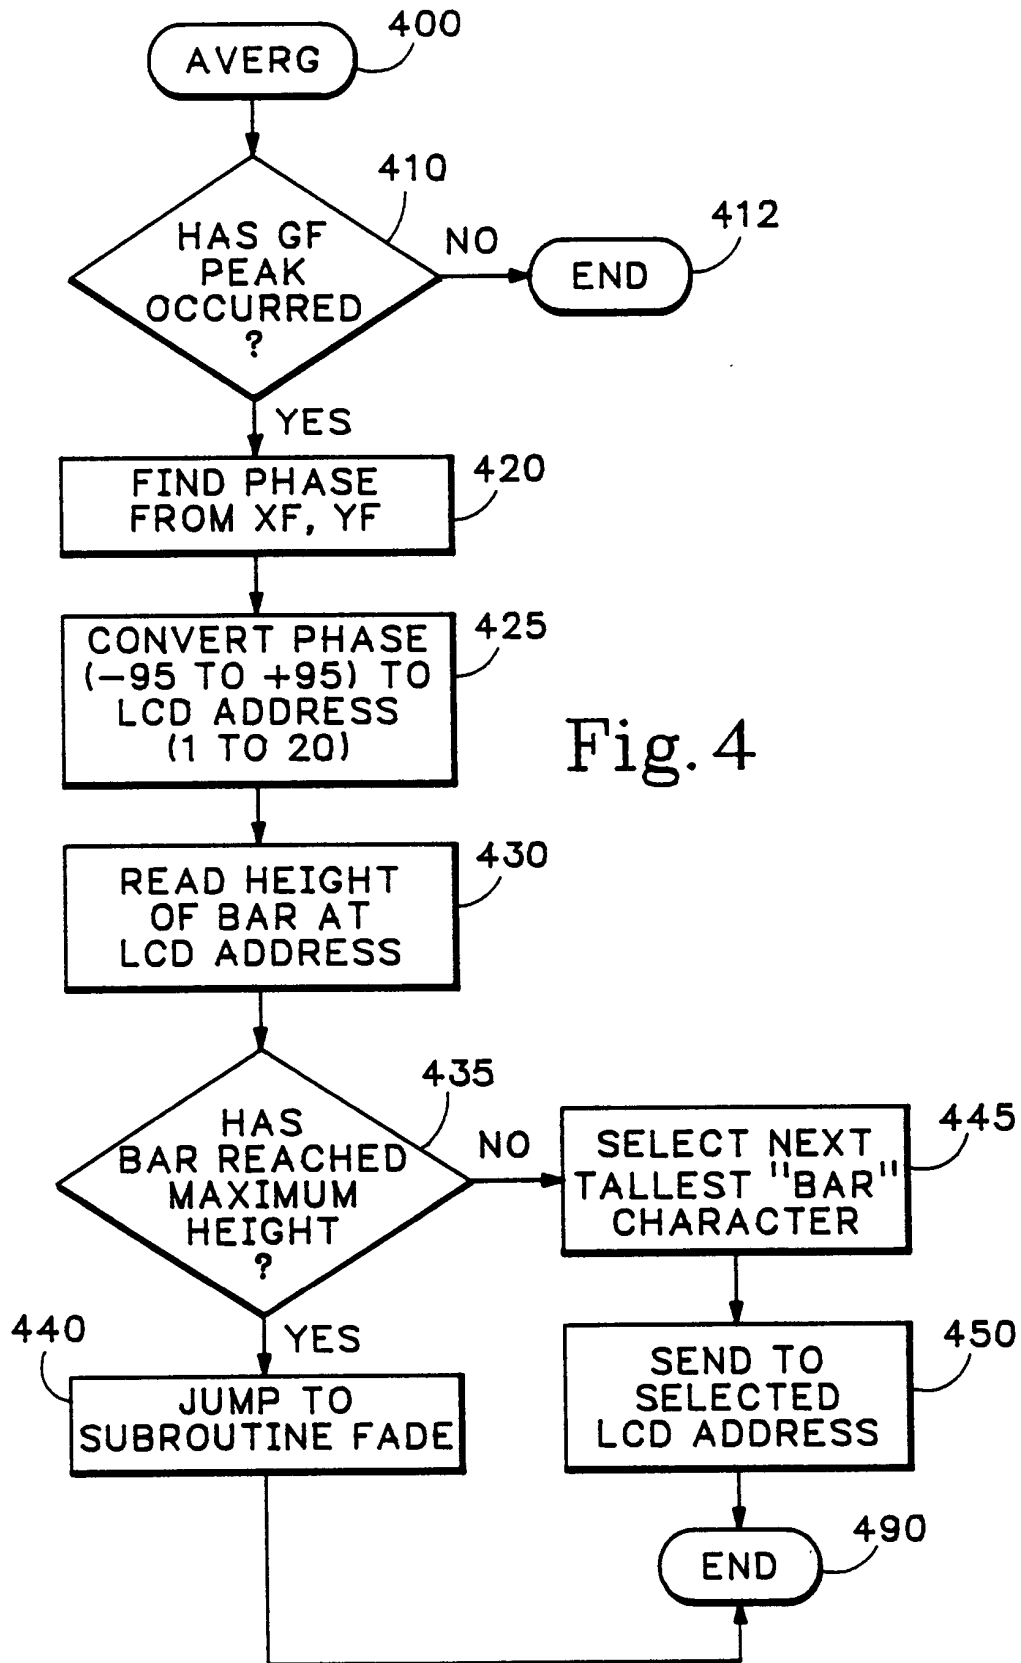 400
AVERG
410
HAS GF
PEAK
OCCURRED
?
NO
412
END
YES
420
FIND PHASE
FROM XF, YF
425
CONVERT PHASE
(−95 TO +95) TO
LCD ADDRESS
(1 TO 20)
Fig. 4
430
READ HEIGHT
OF BAR AT
LCD ADDRESS
435
HAS
BAR REACHED
MAXIMUM
HEIGHT
?
NO
445
SELECT NEXT
TALLEST "BAR"
CHARACTER
YES
440
JUMP TO
SUBROUTINE FADE
450
SEND TO
SELECTED
LCD ADDRESS
490
END